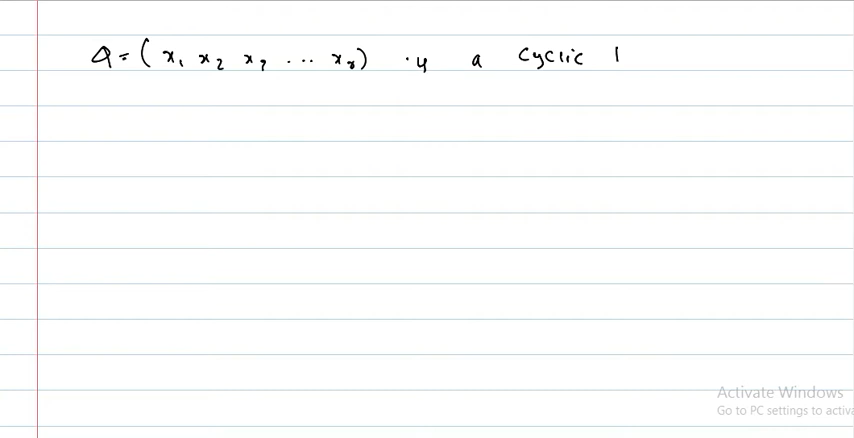 Q = ( x₁ x₂ x₃ ... xᵣ ) is a cyclic
Activate Windows
Go to PC settings to activa